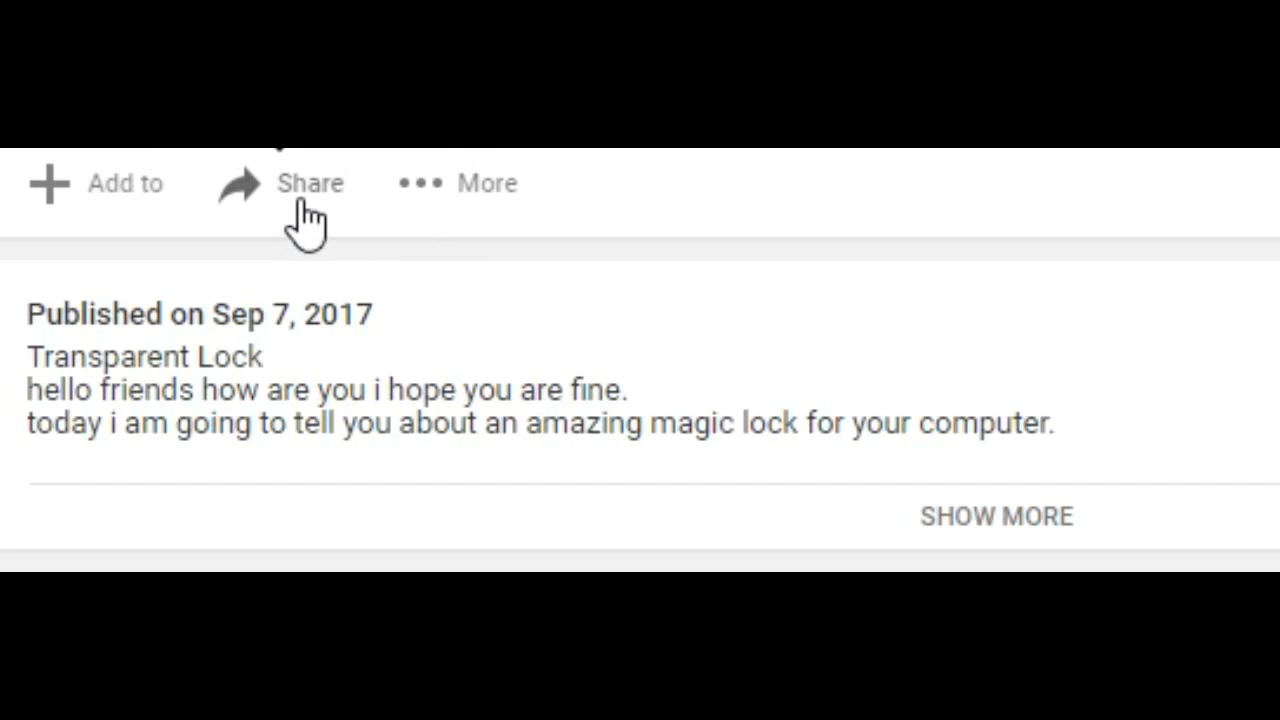 Add to Share More
Published on Sep 7, 2017
Transparent Lock
hello friends how are you i hope you are fine.
today i am going to tell you about an amazing magic lock for your computer.
SHOW MORE